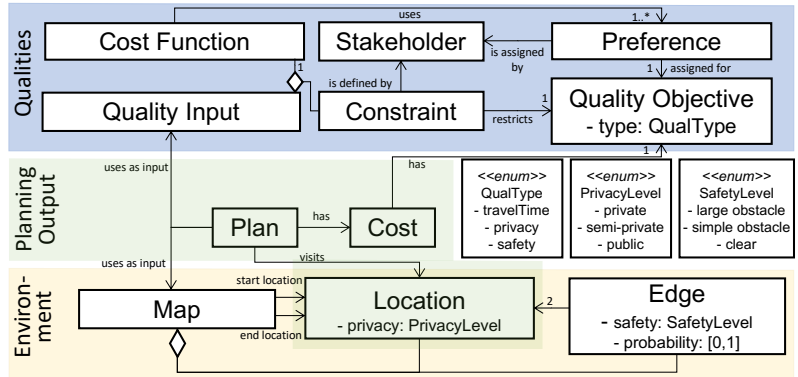 Qualities
uses
1..*
Cost Function
Stakeholder
Preference
is assigned
by
1
assigned for
1
is defined by
Quality Input
Constraint
restricts
1
Quality Objective
- type: QualType
1
uses as input
has
Planning
Output
Plan
has
Cost
<<enum>>
QualType
- travelTime
- privacy
- safety
<<enum>>
PrivacyLevel
- private
- semi-private
- public
<<enum>>
SafetyLevel
- large obstacle
- simple obstacle
- clear
uses as input
visits
Environ-
ment
Map
start location
end location
Location
- privacy: PrivacyLevel
2
Edge
- safety: SafetyLevel
- probability: [0,1]